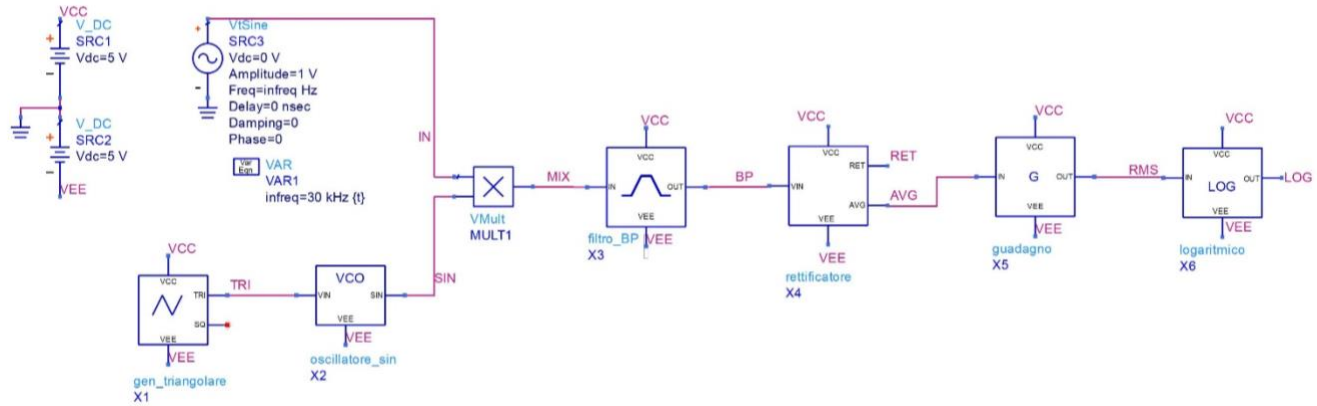 VCC
V_DC
SRC1
Vdc=5 V
V_DC
SRC2
Vdc=5 V
VEE
VtSine
SRC3
Vdc=0 V
Amplitude=1 V
Freq=infreq Hz
Delay=0 nsec
Damping=0
Phase=0
Var
Eqn
VAR
VAR1
infreq=30 kHz {t}
IN
VMult
MULT1
MIX
VCC
VCC
IN
OUT
VEE
VEE
filtro_BP
X3
BP
VCC
VCC
VIN
RET
AVG
VEE
VEE
RET
AVG
rettificatore
X4
VCC
VCC
IN
G
OUT
VEE
VEE
guadagno
X5
RMS
VCC
VCC
IN
LOG
OUT
VEE
VEE
LOG
logaritmico
X6
VCC
VCC
TRI
SQ
VEE
VEE
gen_triangolare
X1
TRI
VCO
VIN
SIN
VEE
VEE
oscillatore_sin
X2
SIN